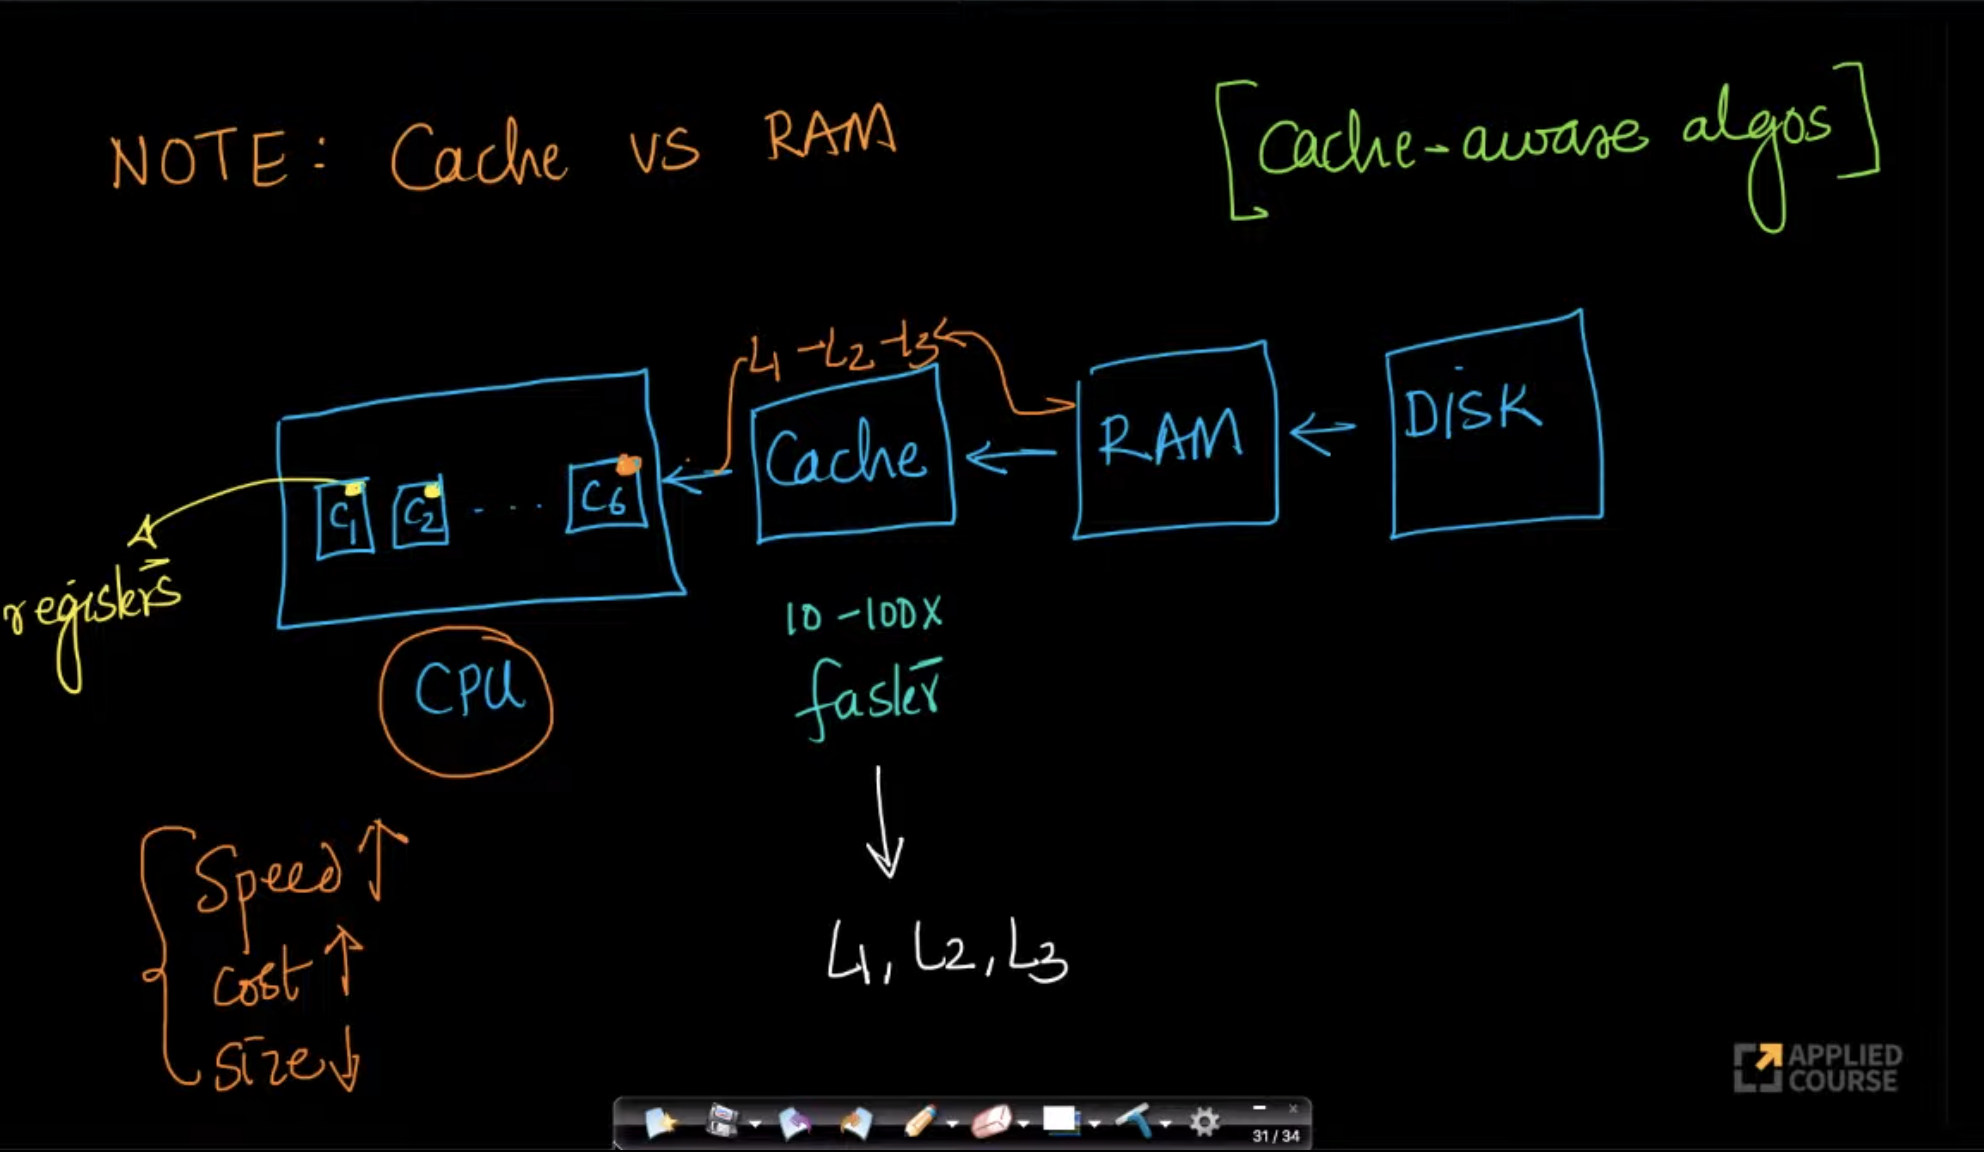 NOTE: Cache vs RAM
[Cache-aware algos]
L1 - L2 - L3
Cache
RAM
DISK
C1 C2 . . . . C6
registers
CPU
10-100X
faster
L1, L2, L3
Speed ↑
cost ↑
size ↓
APPLIED
COURSE
31 / 34